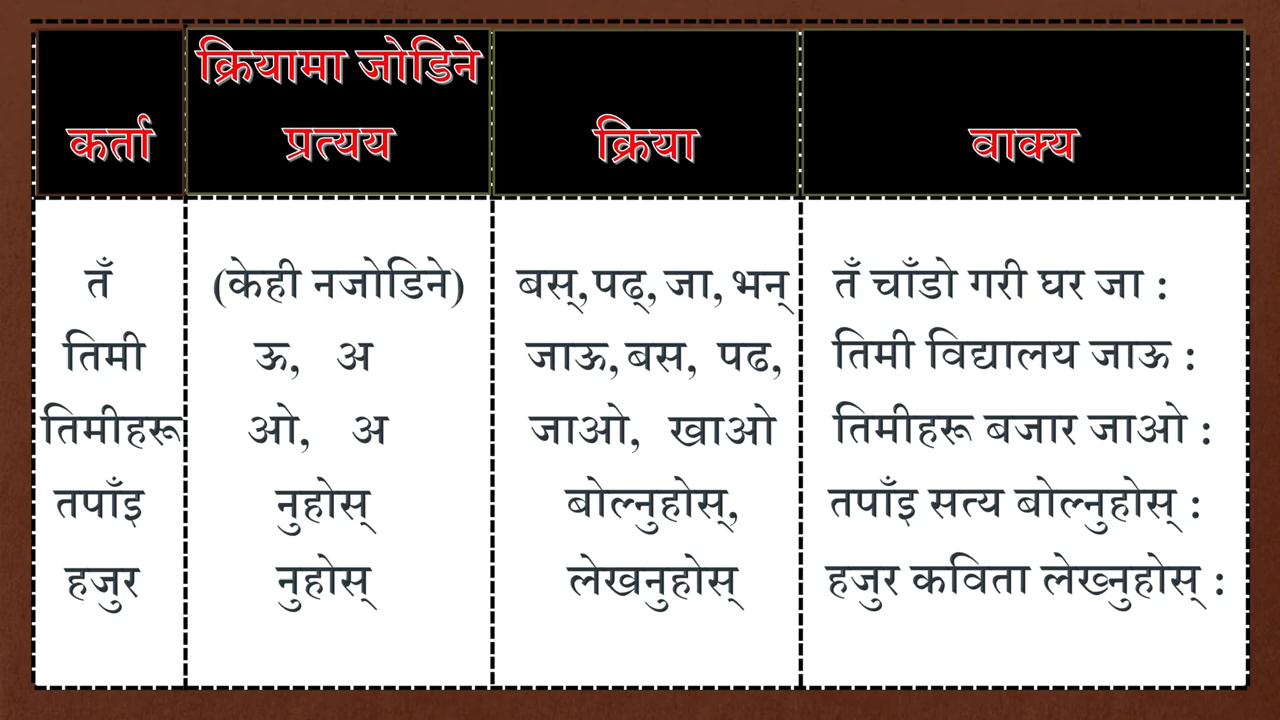 कर्ता क्रियामा जोडिने प्रत्यय क्रिया वाक्य
तँ (केही नजोडिने) बस्, पढ्, जा, भन् तँ चाँडो गरी घर जा :
तिमी ऊ, अ जाऊ, बस, पढ, तिमी विद्यालय जाऊ :
तिमीहरू ओ, अ जाओ, खाओ तिमीहरू बजार जाओ :
तपाँइ नुहोस् बोल्नुहोस्, तपाँइ सत्य बोल्नुहोस् :
हजुर नुहोस् लेखनुहोस् हजुर कविता लेख्नुहोस् :